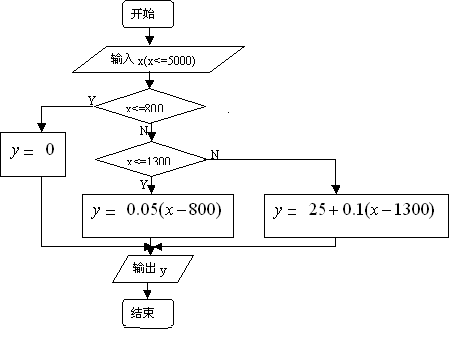 开始
输入 x(x<=5000)
Y
x<=800
N
y = 0
x<=1300
N
Y
y = 0.05(x−800)
y = 25+0.1(x−1300)
输出 y
结束